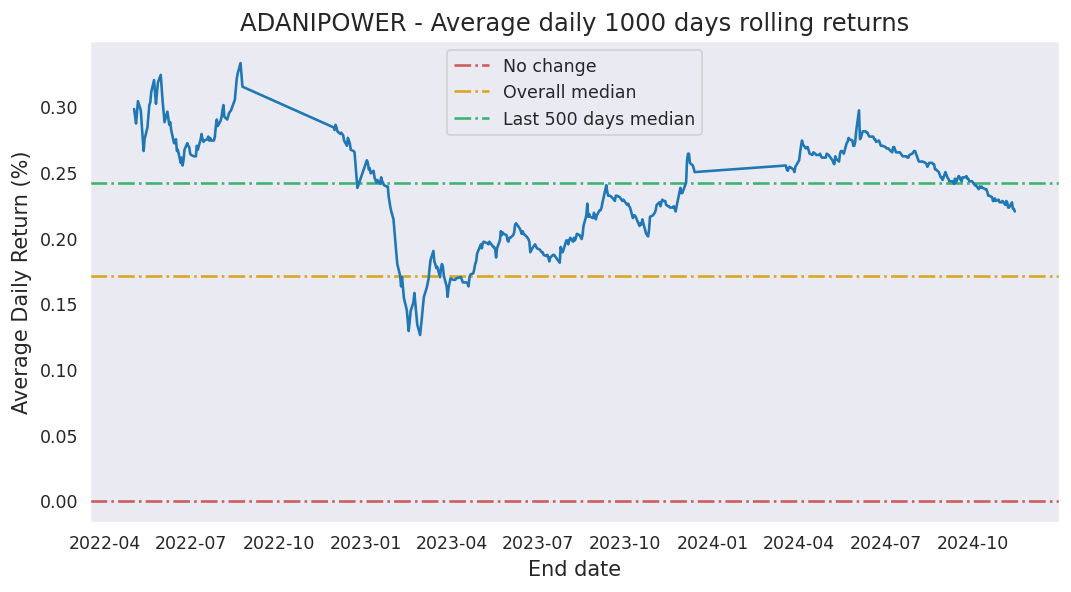 ADANIPOWER - Average daily 1000 days rolling returns
No change
Overall median
Last 500 days median
Average Daily Return (%)
0.30
0.25
0.20
0.15
0.10
0.05
0.00
2022-04 2022-07 2022-10 2023-01 2023-04 2023-07 2023-10 2024-01 2024-04 2024-07 2024-10
End date